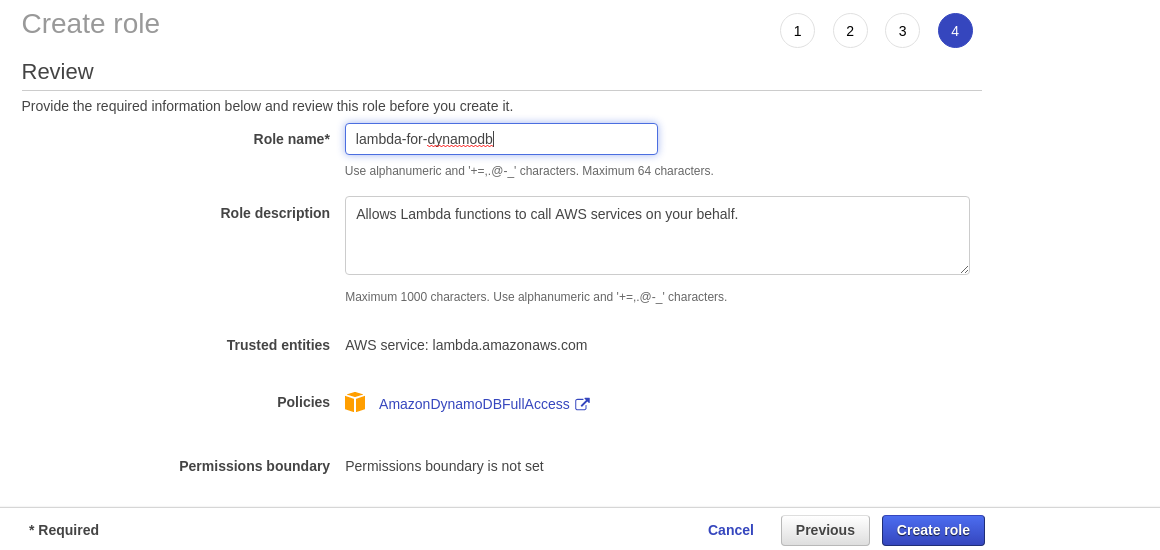 Create role
1 2 3 4
Review
Provide the required information below and review this role before you create it.
Role name* lambda-for-dynamodb
Use alphanumeric and '+=,.@-_' characters. Maximum 64 characters.
Role description Allows Lambda functions to call AWS services on your behalf.
Maximum 1000 characters. Use alphanumeric and '+=,.@-_' characters.
Trusted entities AWS service: lambda.amazonaws.com
Policies AmazonDynamoDBFullAccess
Permissions boundary Permissions boundary is not set
* Required Cancel Previous Create role